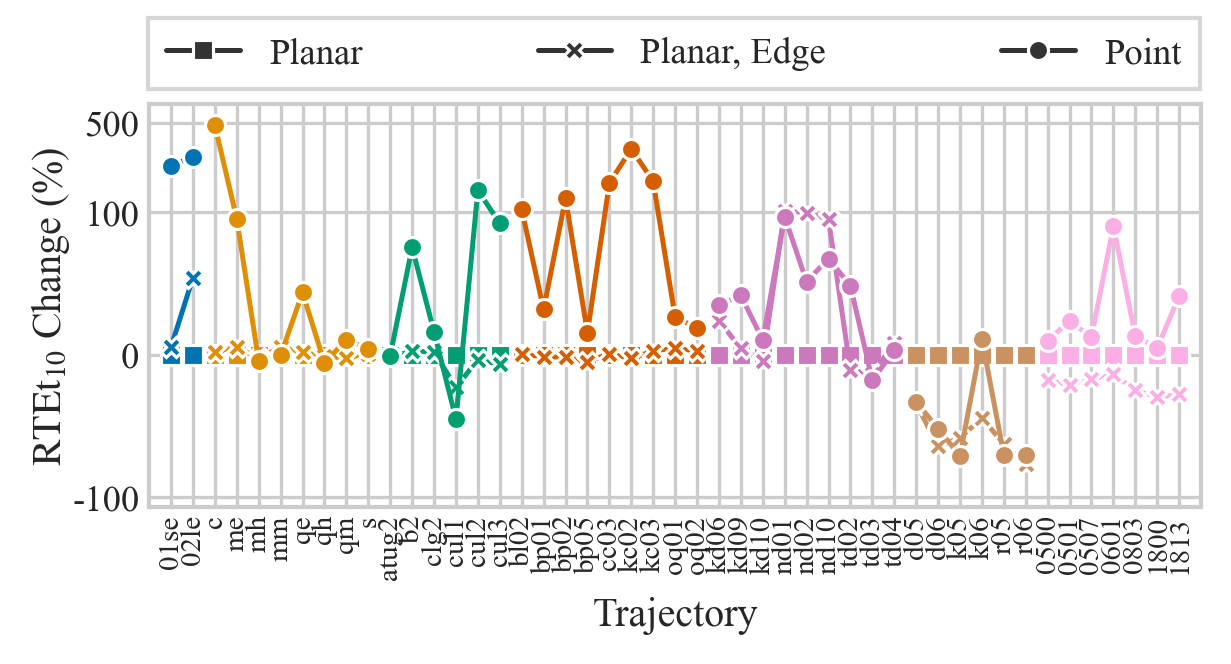 Planar
Planar, Edge
Point
RTEt10 Change (%)
500
100
0
-100
01se
02le
c
me
mh
mm
qe
qh
qm
s
atug2
b2
clg2
cul1
cul2
cul3
bl02
bp01
bp02
bp05
cc03
kc02
kc03
oq01
oq02
kd06
kd09
kd10
nd01
nd02
nd10
td02
td03
td04
d05
d06
k05
k06
r05
r06
0500
0501
0507
0601
0803
1800
1813
Trajectory